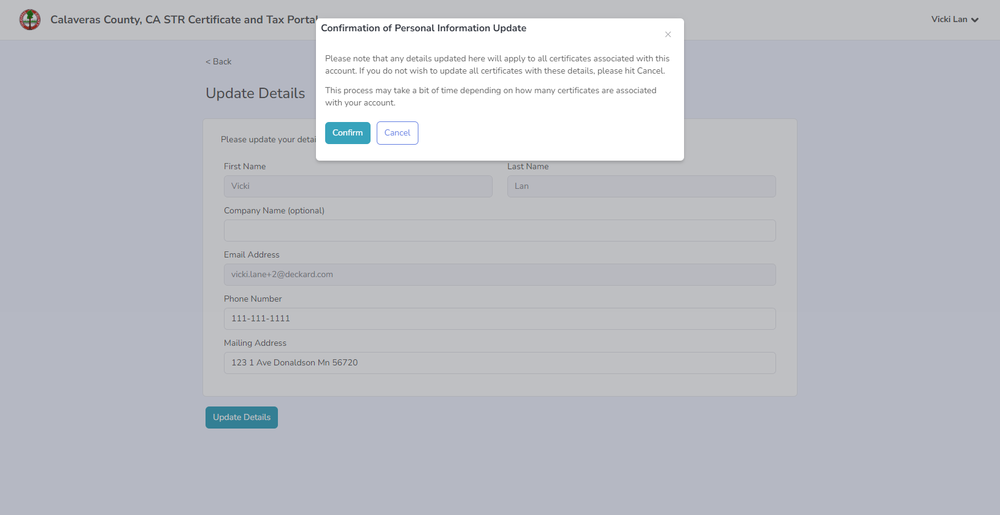 Calaveras County, CA STR Certificate and Tax Portal
Vicki Lan
Confirmation of Personal Information Update
Please note that any details updated here will apply to all certificates associated with this
account. If you do not wish to update all certificates with these details, please hit Cancel.
This process may take a bit of time depending on how many certificates are associated
with your account.
Confirm
Cancel
< Back
Update Details
Please update your detai
First Name
Last Name
Vicki
Lan
Company Name (optional)
Email Address
vicki.lane+2@deckard.com
Phone Number
111-111-1111
Mailing Address
123 1 Ave Donaldson Mn 56720
Update Details